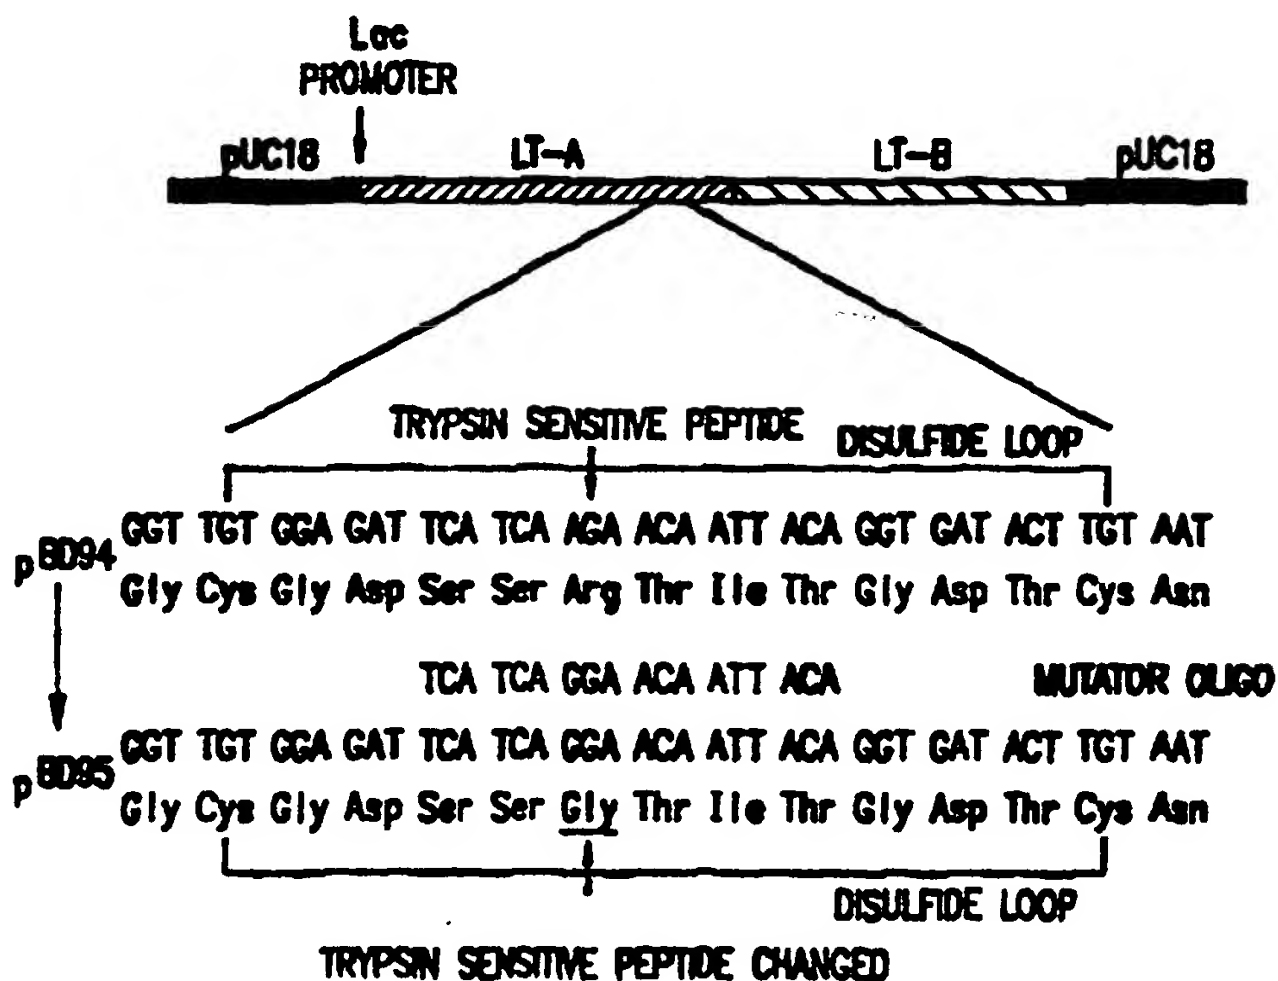 Lac
PROMOTER
pUC18 LT-A LT-B pUC18
TRYPSIN SENSITIVE PEPTIDE
DISULFIDE LOOP
GGT TGT GGA GAT TCA TCA AGA ACA ATT ACA GGT GAT ACT TGT AAT
pBD94
Gly Cys Gly Asp Ser Ser Arg Thr Ile Thr Gly Asp Thr Cys Asn
TCA TCA GGA ACA ATT ACA MUTATOR OLIGO
GGT TGT GGA GAT TCA TCA GGA ACA ATT ACA GGT GAT ACT TGT AAT
pBD95
Gly Cys Gly Asp Ser Ser Gly Thr Ile Thr Gly Asp Thr Cys Asn
DISULFIDE LOOP
TRYPSIN SENSITIVE PEPTIDE CHANGED